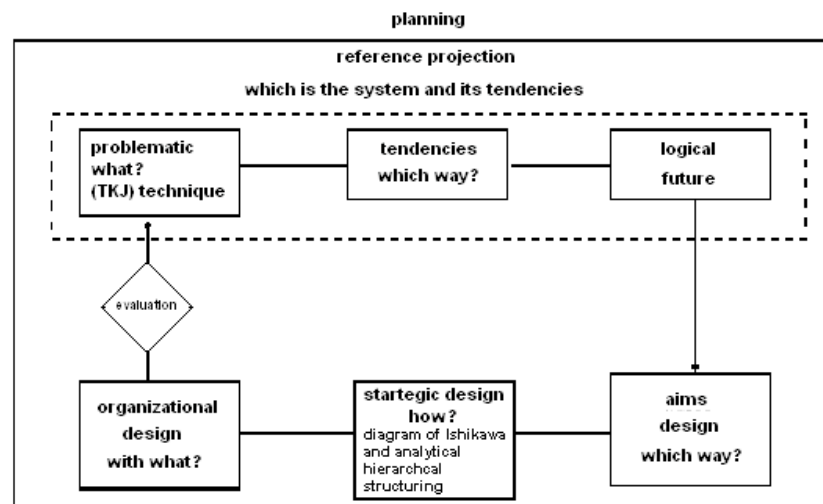 planning
reference projection
which is the system and its tendencies
problematic
what?
(TKJ) technique
tendencies
which way?
logical
future
evaluation
organizational
design
with what?
startegic design
how?
diagram of Ishikawa
and analytical
hierarchcal
structuring
aims
design
which way?